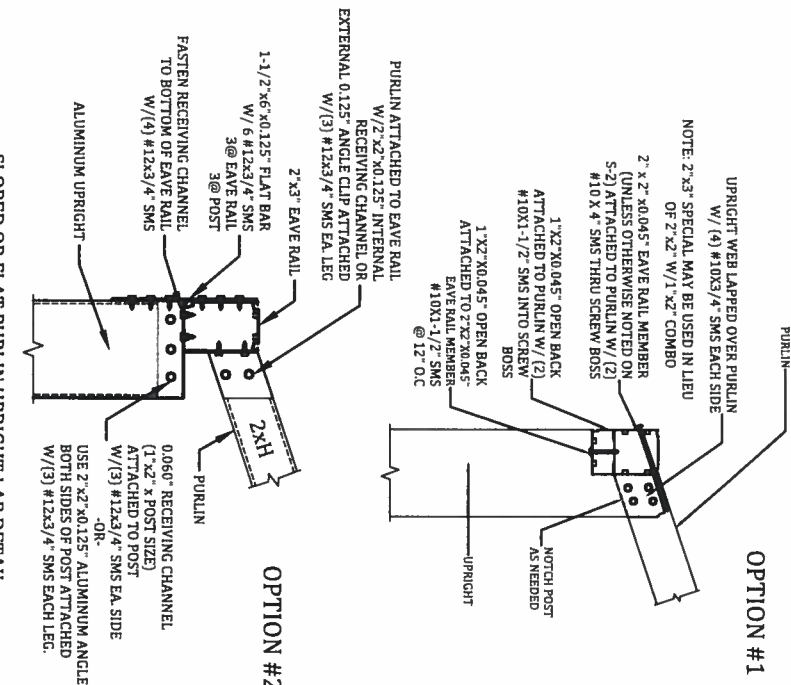 OPTION #1
PURLIN
UPRIGHT WEB LAPPED OVER PURLIN
W/ (4) #10X3/4" SMS EACH SIDE
NOTE: 2"x3" SPECIAL MAY BE USED IN LIEU
OF 2"x2" W/1"x2" COMBO
2" x 2" x0.045" EAVE RAIL MEMBER
(UNLESS OTHERWISE NOTED ON
S-2) ATTACHED TO PURLIN W/ (2)
#10 X 4" SMS THRU SCREW BOSS
1"X2"X0.045" OPEN BACK
ATTACHED TO PURLIN W/ (2)
#10X1-1/2" SMS INTO SCREW
BOSS
1"X2"X0.045" OPEN BACK
ATTACHED TO 2"X2"X0.045"
EAVE RAIL MEMBER
#10X1-1/2" SMS
@ 12" O.C
NOTCH POST
AS NEEDED
UPRIGHT
OPTION #2
PURLIN ATTACHED TO EAVE RAIL
W/2"x2"x0.125" INTERNAL
RECEIVING CHANNEL OR
EXTERNAL 0.125" ANGLE CLIP ATTACHED
W/(3) #12x3/4" SMS EA. LEG
2"x3" EAVE RAIL
1-1/2"x6"x0.125" FLAT BAR
W/ 6 #12x3/4" SMS
3@ EAVE RAIL
3@ POST
FASTEN RECEIVING CHANNEL
TO BOTTOM OF EAVE RAIL
W/(4) #12x3/4" SMS
ALUMINUM UPRIGHT
2xH
PURLIN
0.060" RECEIVING CHANNEL
(1"x2" x POST SIZE)
ATTACHED TO POST
W/(3) #12x3/4" SMS EA. SIDE
-OR-
USE 2"x2"x0.125" ALUMINUM ANGLE
BOTH SIDES OF POST ATTACHED
W/(3) #12x3/4" SMS EACH LEG.